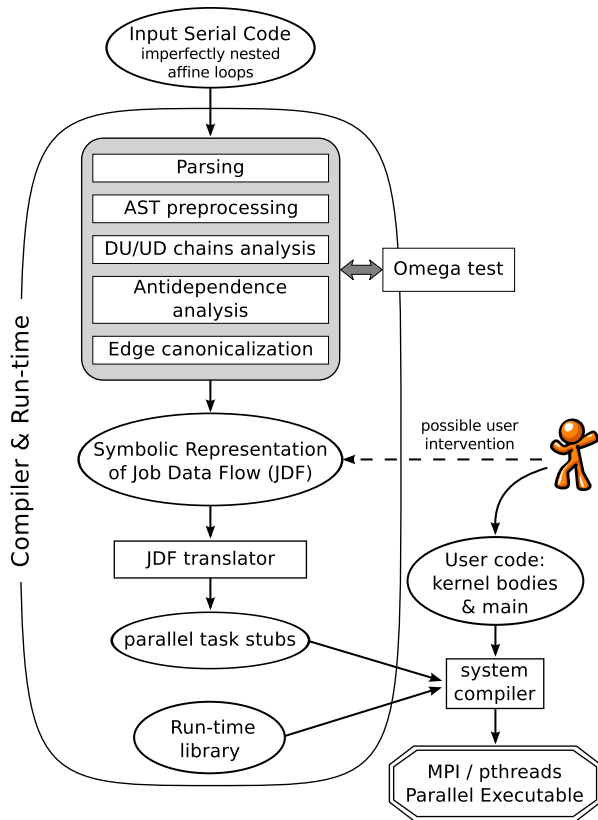 Input Serial Code
imperfectly nested
affine loops
Parsing
AST preprocessing
DU/UD chains analysis
Antidependence
analysis
Edge canonicalization
Omega test
Compiler & Run-time
Symbolic Representation
of Job Data Flow (JDF)
possible user
intervention
JDF translator
User code:
kernel bodies
& main
parallel task stubs
system
compiler
Run-time
library
MPI / pthreads
Parallel Executable